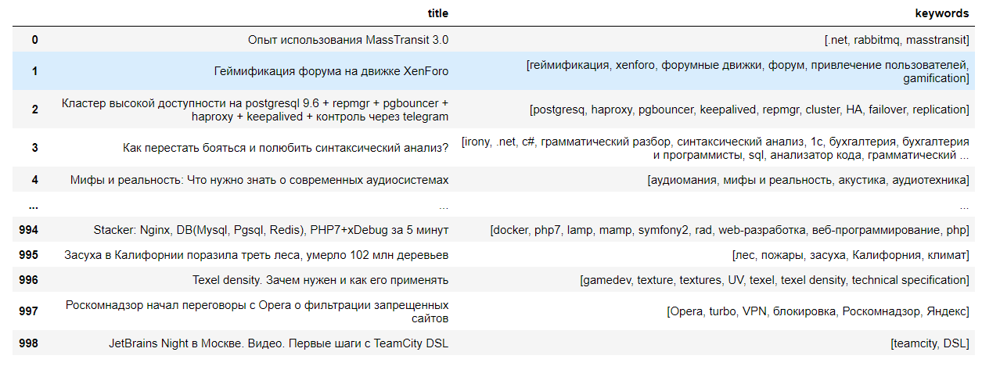 title keywords
0 Опыт использования MassTransit 3.0 [.net, rabbitmq, masstransit]
1 Геймификация форума на движке XenForo [геймификация, xenforo, форумные движки, форум, привлечение пользователей,
gamification]
2 Кластер высокой доступности на postgresql 9.6 + repmgr + pgbouncer +
haproxy + keepalived + контроль через telegram [postgresq, haproxy, pgbouncer, keepalived, repmgr, cluster, HA, failover, replication]
3 Как перестать бояться и полюбить синтаксический анализ? [irony, .net, c#, грамматический разбор, синтаксический анализ, 1с, бухгалтерия, бухгалтерия
и программисты, sql, анализатор кода, грамматический ...
4 Мифы и реальность: Что нужно знать о современных аудиосистемах [аудиомания, мифы и реальность, акустика, аудиотехника]
... ... ...
994 Stacker: Nginx, DB(Mysql, Pgsql, Redis), PHP7+xDebug за 5 минут [docker, php7, lamp, mamp, symfony2, rad, web-разработка, веб-программирование, php]
995 Засуха в Калифорнии поразила треть леса, умерло 102 млн деревьев [лес, пожары, засуха, Калифорния, климат]
996 Texel density. Зачем нужен и как его применять [gamedev, texture, textures, UV, texel, texel density, technical specification]
997 Роскомнадзор начал переговоры с Opera о фильтрации запрещенных
сайтов [Opera, turbo, VPN, блокировка, Роскомнадзор, Яндекс]
998 JetBrains Night в Москве. Видео. Первые шаги с TeamCity DSL [teamcity, DSL]